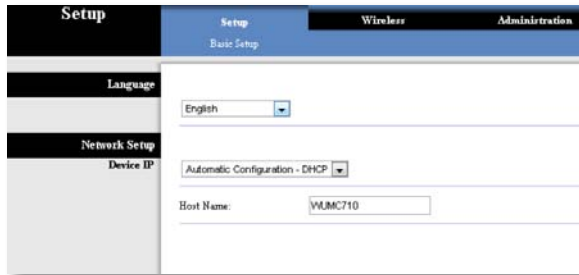 Setup
Setup Wireless Administration
Basic Setup
Language
English
Network Setup
Device IP
Automatic Configuration - DHCP
Host Name: WUMC710